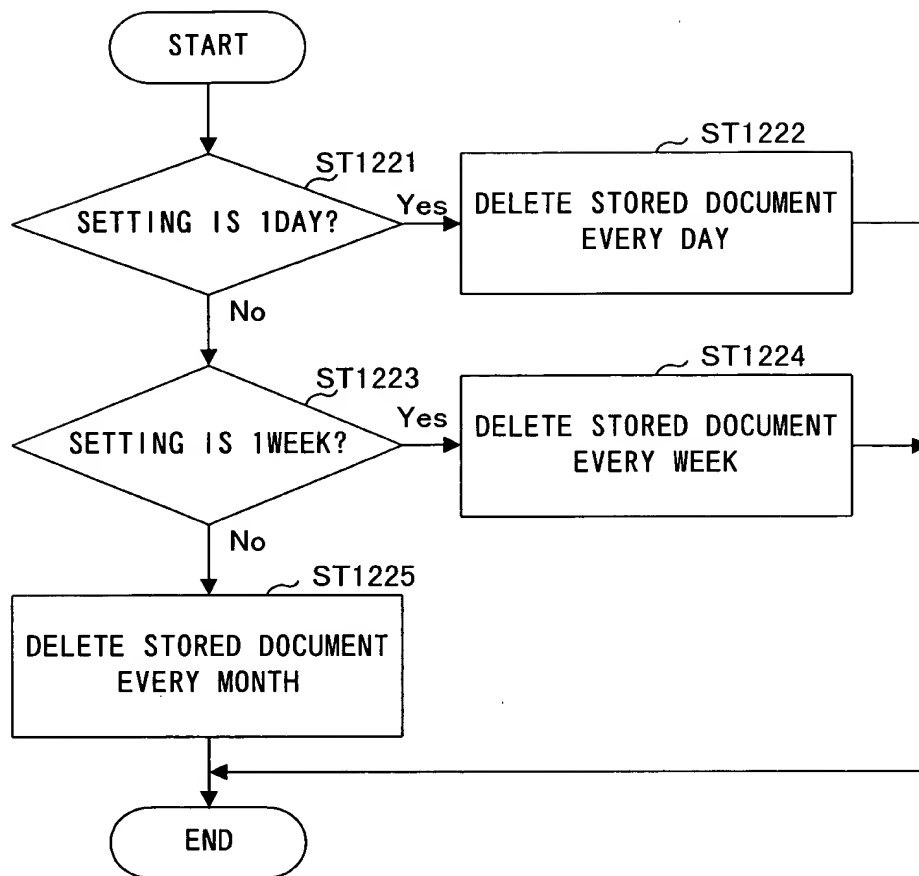 START
ST1221
SETTING IS 1DAY?
Yes
No
ST1222
DELETE STORED DOCUMENT
EVERY DAY
ST1223
SETTING IS 1WEEK?
Yes
No
ST1224
DELETE STORED DOCUMENT
EVERY WEEK
ST1225
DELETE STORED DOCUMENT
EVERY MONTH
END